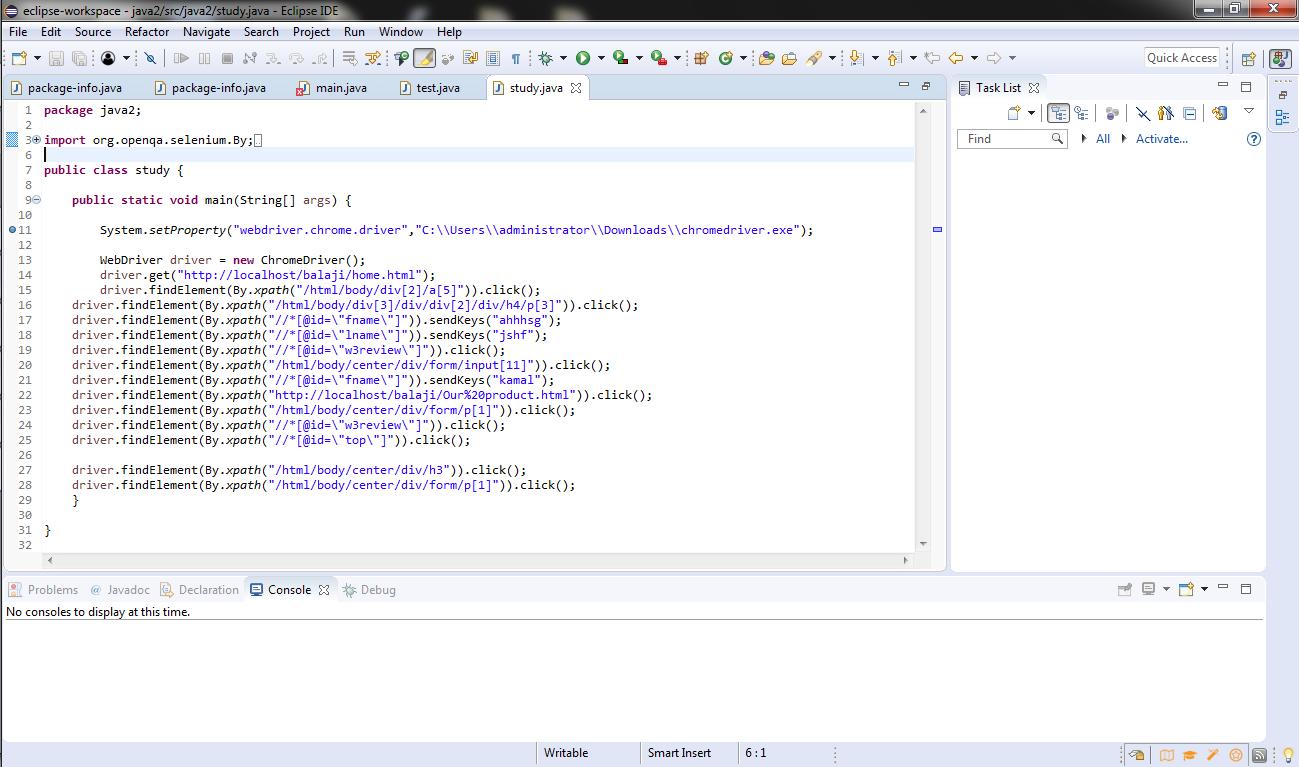 eclipse-workspace - java2/src/java2/study.java - Eclipse IDE
File Edit Source Refactor Navigate Search Project Run Window Help
Quick Access
package-info.java package-info.java main.java test.java study.java
Task List
1 package java2;
2
3 import org.openqa.selenium.By;
6
7 public class study {
8
9     public static void main(String[] args) {
10
11         System.setProperty("webdriver.chrome.driver","C:\\Users\\administrator\\Downloads\\chromedriver.exe");
12
13         WebDriver driver = new ChromeDriver();
14         driver.get("http://localhost/balaji/home.html");
15         driver.findElement(By.xpath("/html/body/div[2]/a[5]")).click();
16     driver.findElement(By.xpath("/html/body/div[3]/div/div[2]/div/h4/p[3]")).click();
17     driver.findElement(By.xpath("//*[@id=\"fname\"]")).sendKeys("ahhhsg");
18     driver.findElement(By.xpath("//*[@id=\"lname\"]")).sendKeys("jshf");
19     driver.findElement(By.xpath("//*[@id=\"w3review\"]")).click();
20     driver.findElement(By.xpath("/html/body/center/div/form/input[11]")).click();
21     driver.findElement(By.xpath("//*[@id=\"fname\"]")).sendKeys("kamal");
22     driver.findElement(By.xpath("http://localhost/balaji/Our%20product.html")).click();
23     driver.findElement(By.xpath("/html/body/center/div/form/p[1]")).click();
24     driver.findElement(By.xpath("//*[@id=\"w3review\"]")).click();
25     driver.findElement(By.xpath("//*[@id=\"top\"]")).click();
26
27     driver.findElement(By.xpath("/html/body/center/div/h3")).click();
28     driver.findElement(By.xpath("/html/body/center/div/form/p[1]")).click();
29     }
30
31 }
32
Find All Activate...
Problems @ Javadoc Declaration Console Debug
No consoles to display at this time.
Writable Smart Insert 6 : 1